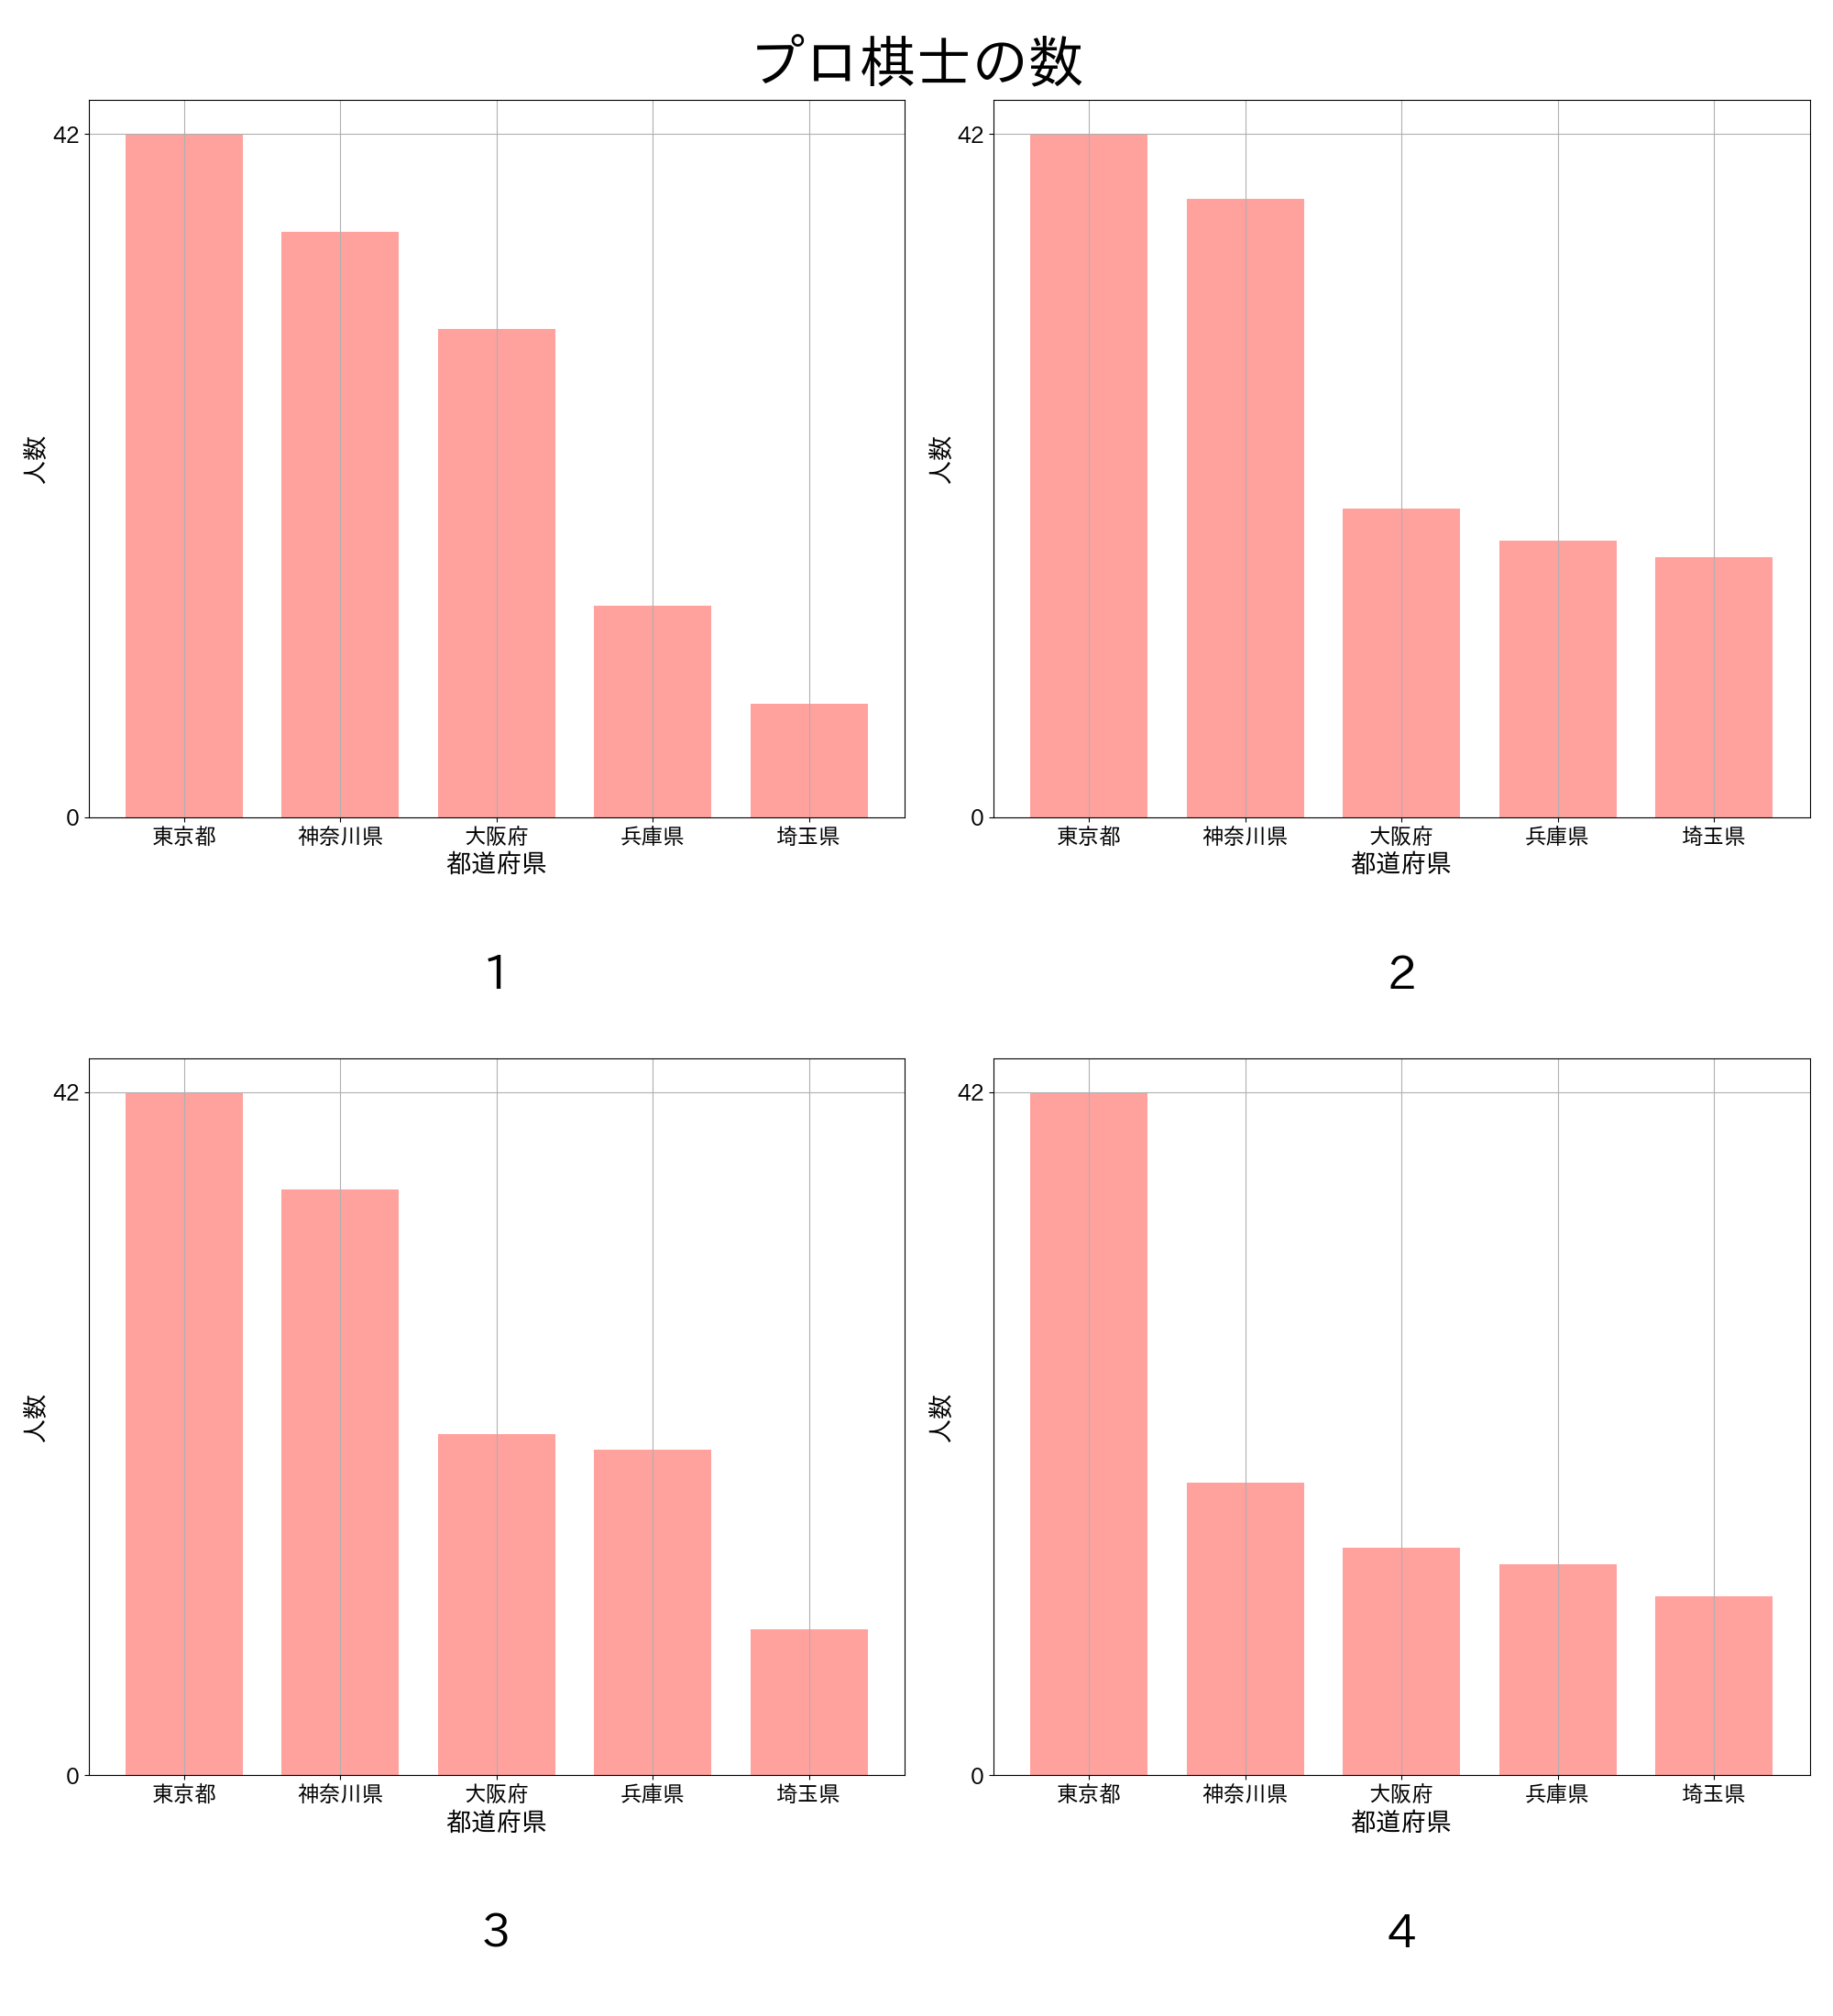 プロ棋士の数
42
0
人数
東京都 神奈川県 大阪府 兵庫県 埼玉県
都道府県
1
42
0
人数
東京都 神奈川県 大阪府 兵庫県 埼玉県
都道府県
2
42
0
人数
東京都 神奈川県 大阪府 兵庫県 埼玉県
都道府県
3
42
0
人数
東京都 神奈川県 大阪府 兵庫県 埼玉県
都道府県
4